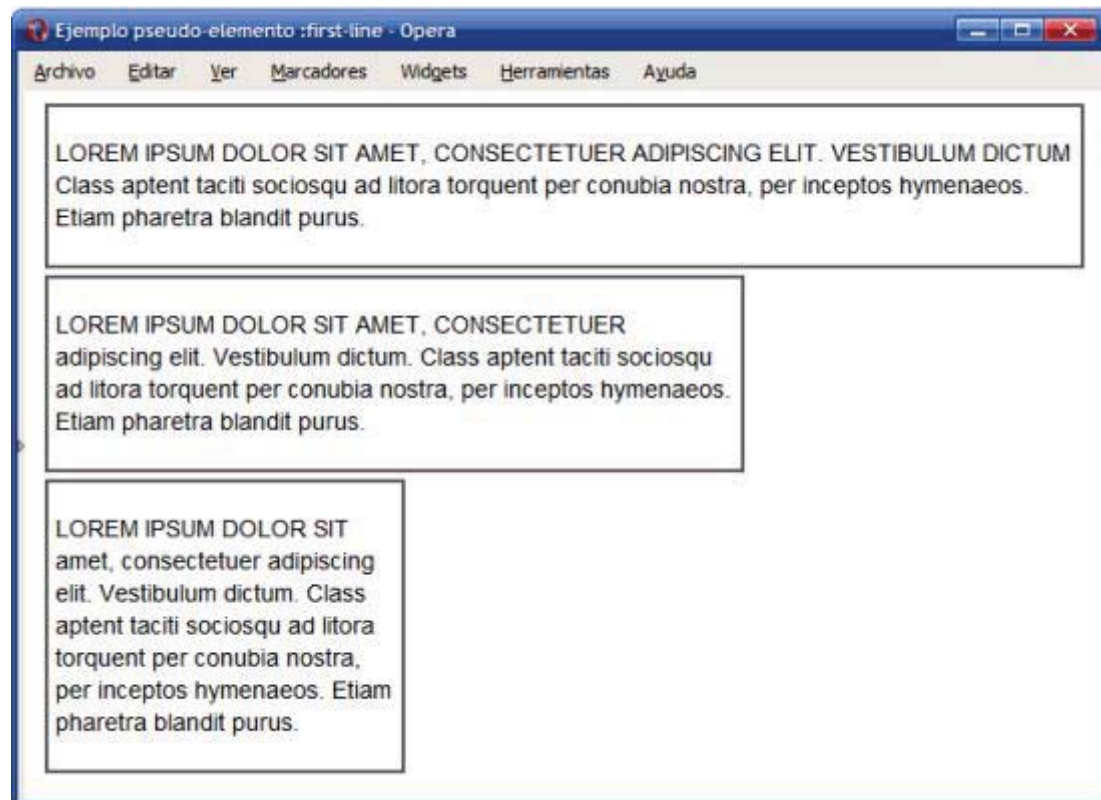 Ejemplo pseudo-elemento :first-line - Opera
Archivo Editar Ver Marcadores Widgets Herramientas Ayuda
LOREM IPSUM DOLOR SIT AMET, CONSECTETUER ADIPISCING ELIT. VESTIBULUM DICTUM
Class aptent taciti sociosqu ad litora torquent per conubia nostra, per inceptos hymenaeos.
Etiam pharetra blandit purus.
LOREM IPSUM DOLOR SIT AMET, CONSECTETUER
adipiscing elit. Vestibulum dictum. Class aptent taciti sociosqu
ad litora torquent per conubia nostra, per inceptos hymenaeos.
Etiam pharetra blandit purus.
LOREM IPSUM DOLOR SIT
amet, consectetuer adipiscing
elit. Vestibulum dictum. Class
aptent taciti sociosqu ad litora
torquent per conubia nostra,
per inceptos hymenaeos. Etiam
pharetra blandit purus.